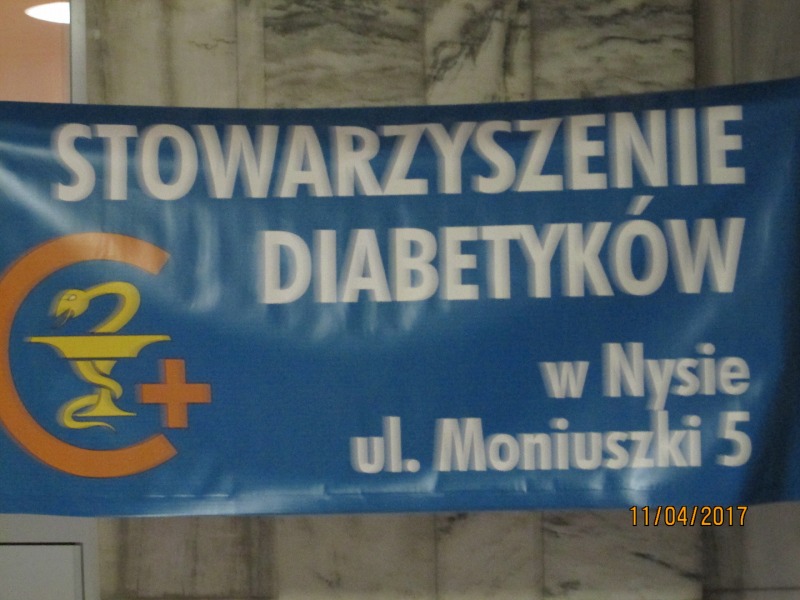 STOWARZYSZENIE
DIABETYKÓW
w Nysie
ul. Moniuszki 5
11/04/2017